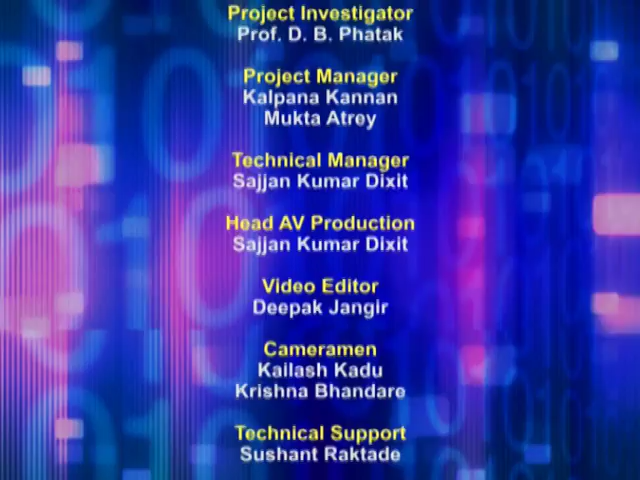 Project Investigator
Prof. D. B. Phatak
Project Manager
Kalpana Kannan
Mukta Atrey
Technical Manager
Sajjan Kumar Dixit
Head AV Production
Sajjan Kumar Dixit
Video Editor
Deepak Jangir
Cameramen
Kailash Kadu
Krishna Bhandare
Technical Support
Sushant Raktade